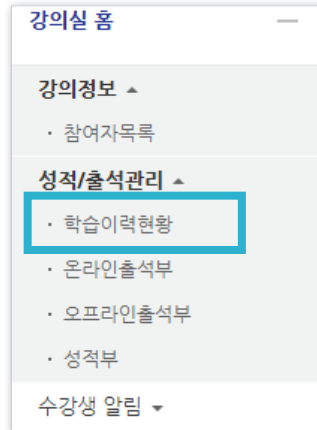 강의실 홈
강의정보 ▲
· 참여자목록
성적/출석관리 ▲
· 학습이력현황
· 온라인출석부
· 오프라인출석부
· 성적부
수강생 알림 ▼